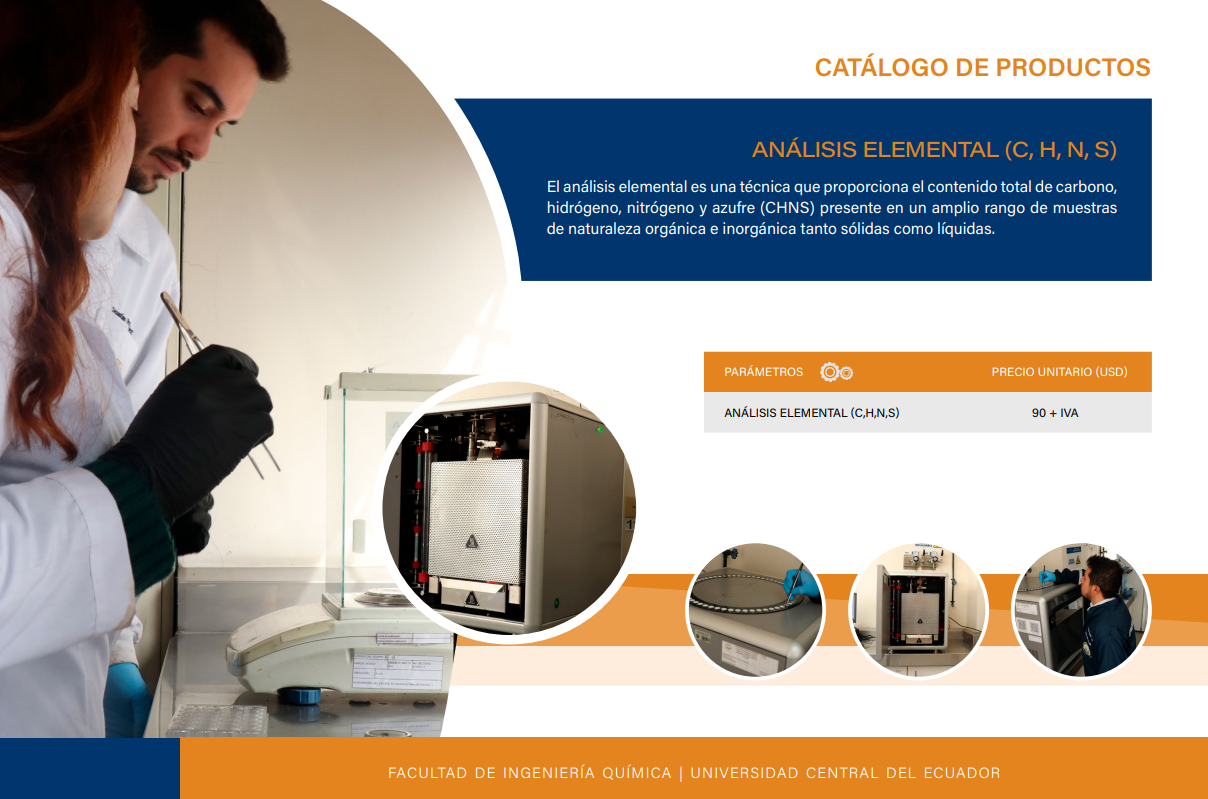 CATÁLOGO DE PRODUCTOS
ANÁLISIS ELEMENTAL (C, H, N, S)
El análisis elemental es una técnica que proporciona el contenido total de carbono,
hidrógeno, nitrógeno y azufre (CHNS) presente en un amplio rango de muestras
de naturaleza orgánica e inorgánica tanto sólidas como líquidas.
PARÁMETROS PRECIO UNITARIO (USD)
ANÁLISIS ELEMENTAL (C,H,N,S) 90 + IVA
FACULTAD DE INGENIERÍA QUÍMICA | UNIVERSIDAD CENTRAL DEL ECUADOR